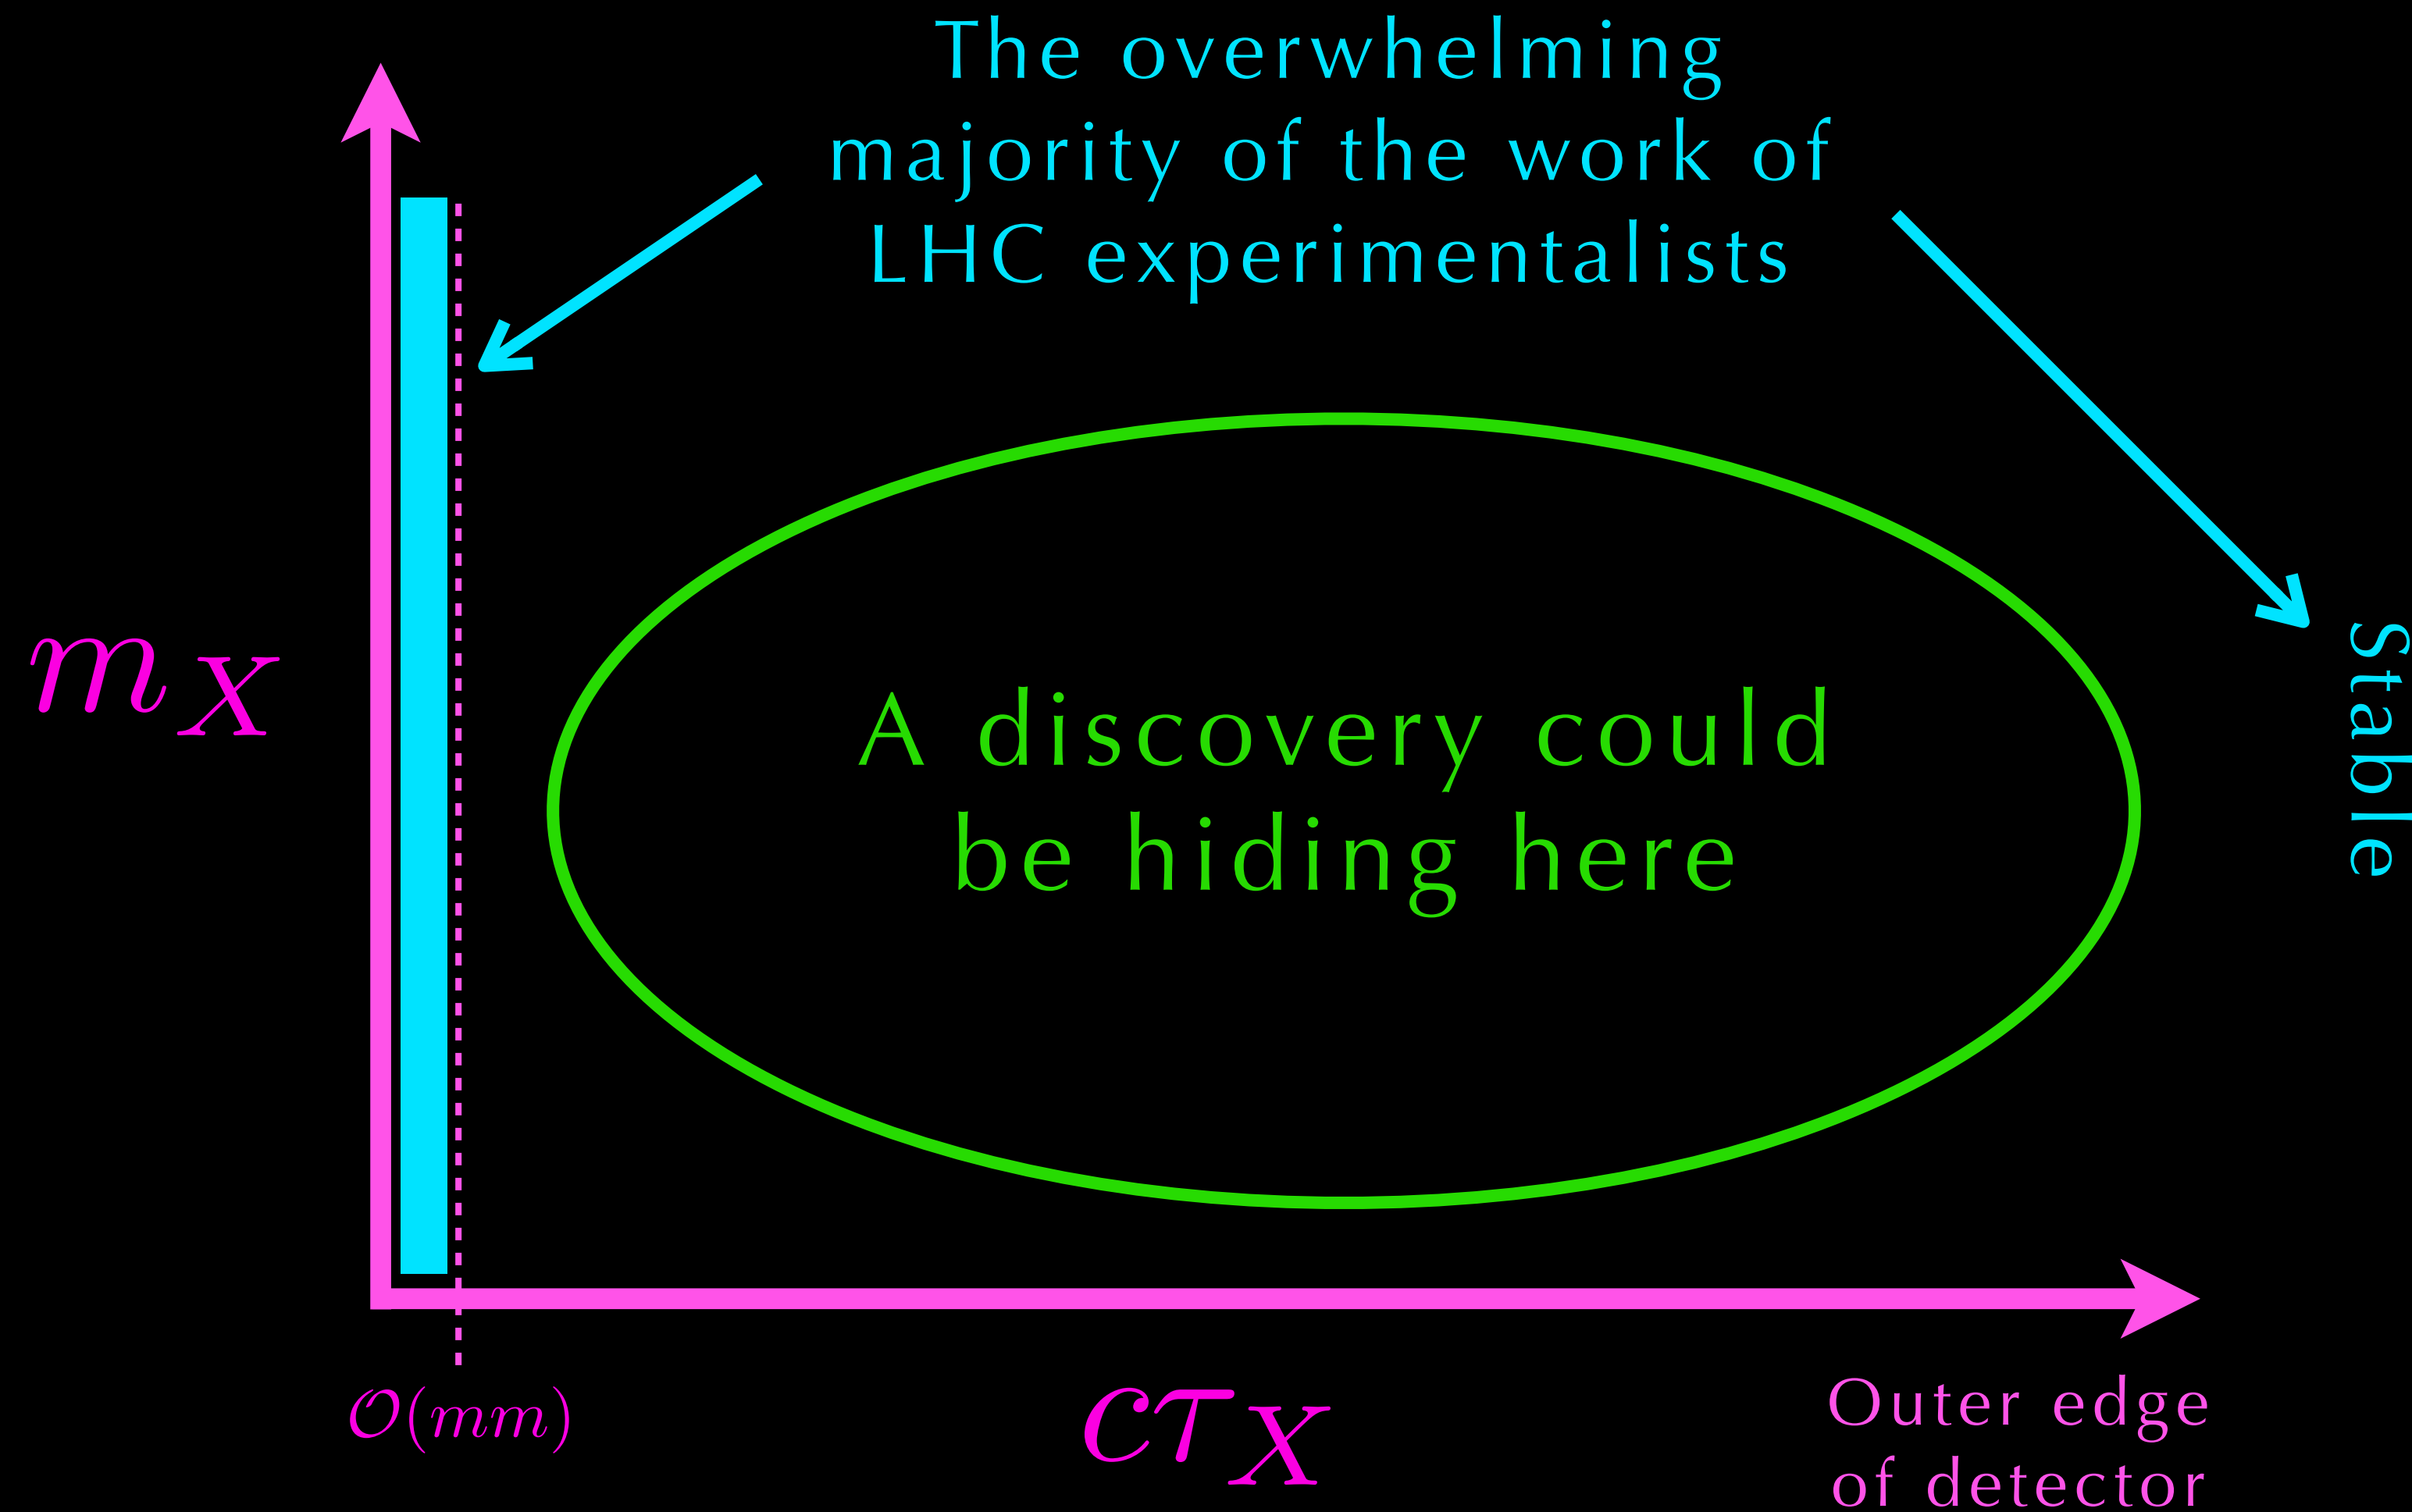 The overwhelming
majority of the work of
LHC experimentalists
m_X
A discovery could
be hiding here
Stable
𝒪(mm)
cτ_X
Outer edge
of detector